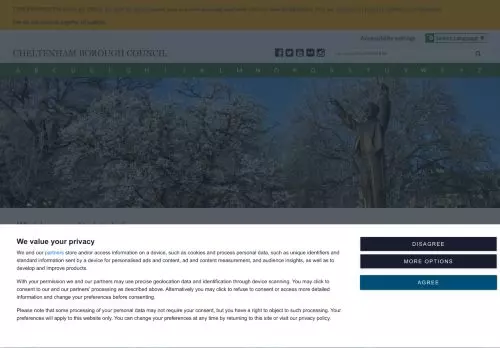 Accessibility settings
Select Language
CHELTENHAM BOROUGH COUNCIL
We value your privacy
We and our partners store and/or access information on a device, such as cookies and process personal data, such as unique identifiers and
standard information sent by a device for personalised ads and content, ad and content measurement, and audience insights, as well as to
develop and improve products.
With your permission we and our partners may use precise geolocation data and identification through device scanning. You may click to
consent to our and our partners' processing as described above. Alternatively you may click to refuse to consent or access more detailed
information and change your preferences before consenting.
Please note that some processing of your personal data may not require your consent, but you have a right to object to such processing. Your
preferences will apply to this website only. You can change your preferences at any time by returning to this site or visit our privacy policy.
DISAGREE
MORE OPTIONS
AGREE